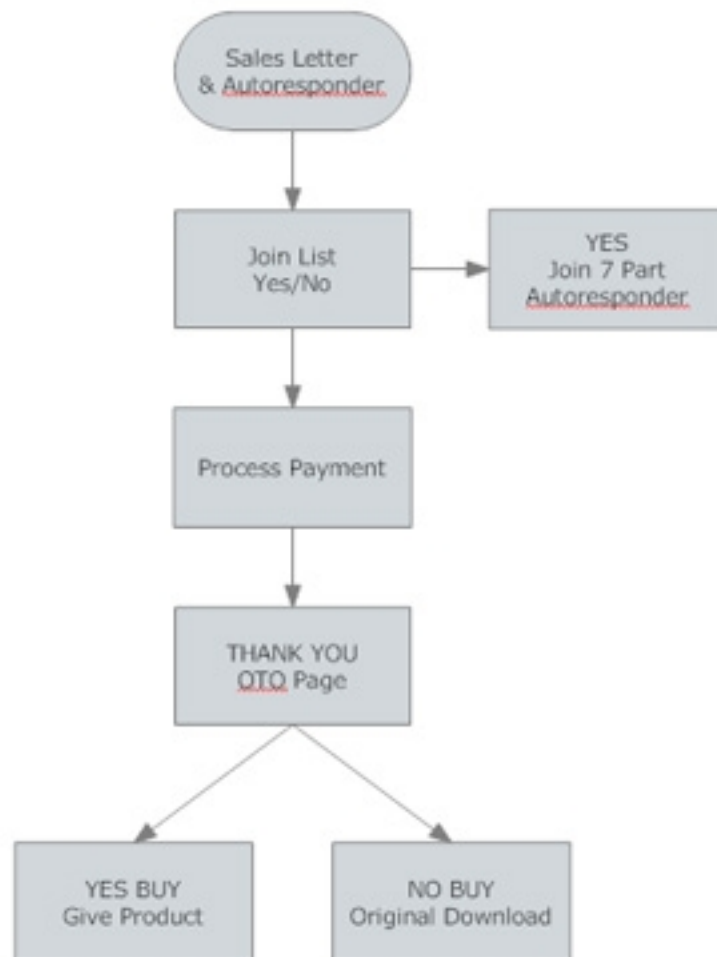 Sales Letter
& Autoresponder
Join List
Yes/No
YES
Join 7 Part
Autoresponder
Process Payment
THANK YOU
OTO Page
YES BUY
Give Product
NO BUY
Original Download